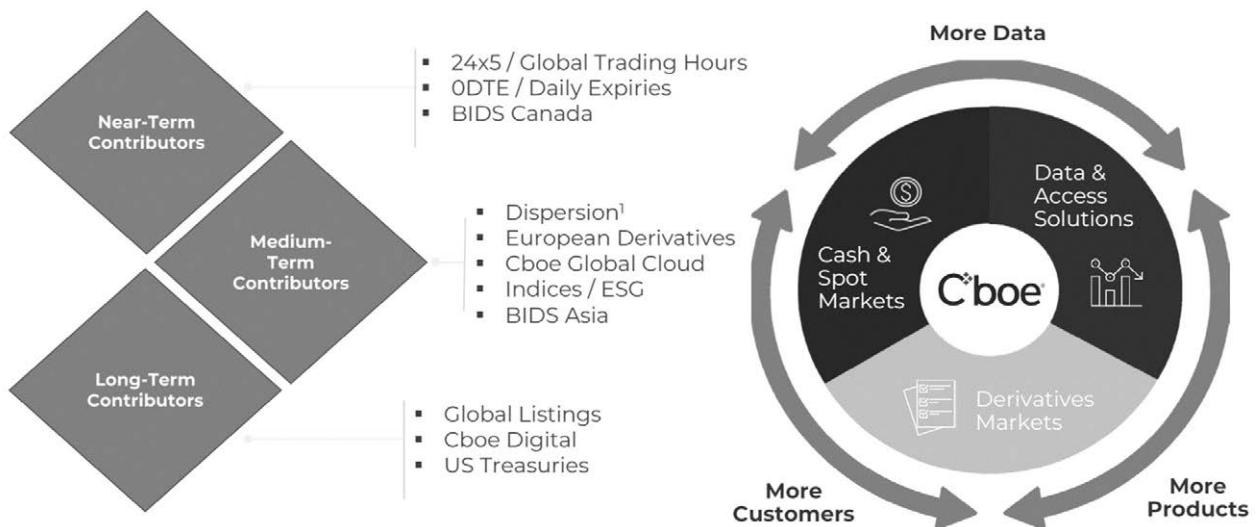 Near-Term
Contributors
▪ 24x5 / Global Trading Hours
▪ 0DTE / Daily Expiries
▪ BIDS Canada
Medium-
Term
Contributors
▪ Dispersion¹
▪ European Derivatives
▪ Cboe Global Cloud
▪ Indices / ESG
▪ BIDS Asia
Long-Term
Contributors
▪ Global Listings
▪ Cboe Digital
▪ US Treasuries
More Data
Cash &
Spot
Markets
Data &
Access
Solutions
Cboe
Derivatives
Markets
More
Customers
More
Products